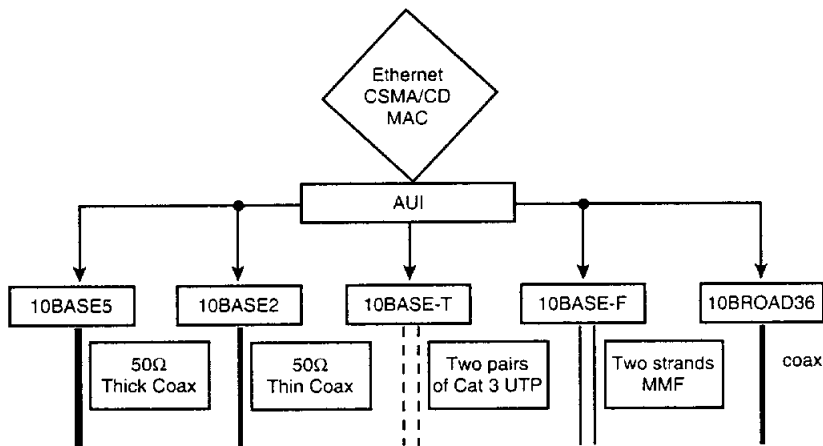 Ethernet
CSMA/CD
MAC
AUI
10BASE5
10BASE2
10BASE-T
10BASE-F
10BROAD36
50Ω
Thick Coax
50Ω
Thin Coax
Two pairs
of Cat 3 UTP
Two strands
MMF
coax